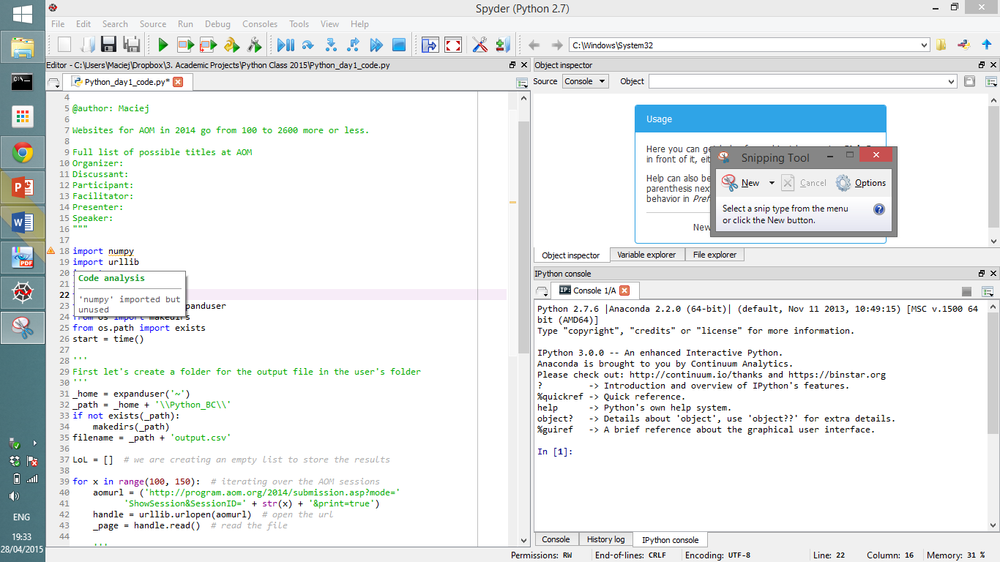 Spyder (Python 2.7)
File Edit Search Source Run Debug Consoles Tools View Help
C:\Windows\System32
Editor - C:\Users\Maciej\Dropbox\3. Academic Projects\Python Class 2015\Python_day1_code.py
Python_day1_code.py*
4
5 @author: Maciej
6
7 Websites for AOM in 2014 go from 100 to 2600 more or less.
8
9 Full list of possible titles at AOM
10 Organizer:
11 Discussant:
12 Participant:
13 Facilitator:
14 Presenter:
15 Speaker:
16 """
17
18 import numpy
19 import urllib
20
21
22
23 panduser
24 from os import makedirs
25 from os.path import exists
26 start = time()
27
28 '''
29 First let's create a folder for the output file in the user's folder
30 '''
31 _home = expanduser('~')
32 _path = _home + '\\Python_BC\\'
33 if not exists(_path):
34 makedirs(_path)
35 filename = _path + 'output.csv'
36
37 LoL = [] # we are creating an empty list to store the results
38
39 for x in range(100, 150): # iterating over the AOM sessions
40 aomurl = ('http://program.aom.org/2014/submission.asp?mode='
41 'ShowSession&SessionID=' + str(x) + '&print=true')
42 handle = urllib.urlopen(aomurl) # open the url
43 _page = handle.read() # read the file
44
'''
Code analysis
'numpy' imported but
unused
Object inspector
Source Console Object
Usage
Here you can get
in front of it, eit
Help can also be
parenthesis nex
behavior in Pref
New
Snipping Tool
New Cancel Options
Select a snip type from the menu
or click the New button.
Object inspector Variable explorer File explorer
IPython console
IP: Console 1/A
Python 2.7.6 |Anaconda 2.2.0 (64-bit)| (default, Nov 11 2013, 10:49:15) [MSC v.1500 64
bit (AMD64)]
Type "copyright", "credits" or "license" for more information.
IPython 3.0.0 -- An enhanced Interactive Python.
Anaconda is brought to you by Continuum Analytics.
Please check out: http://continuum.io/thanks and https://binstar.org
? -> Introduction and overview of IPython's features.
%quickref -> Quick reference.
help -> Python's own help system.
object? -> Details about 'object', use 'object??' for extra details.
%guiref -> A brief reference about the graphical user interface.
In [1]:
Console History log IPython console
Permissions: RW End-of-lines: CRLF Encoding: UTF-8 Line: 22 Column: 16 Memory: 31 %
C:\_
P
W
PDF
ENG
19:33
28/04/2015